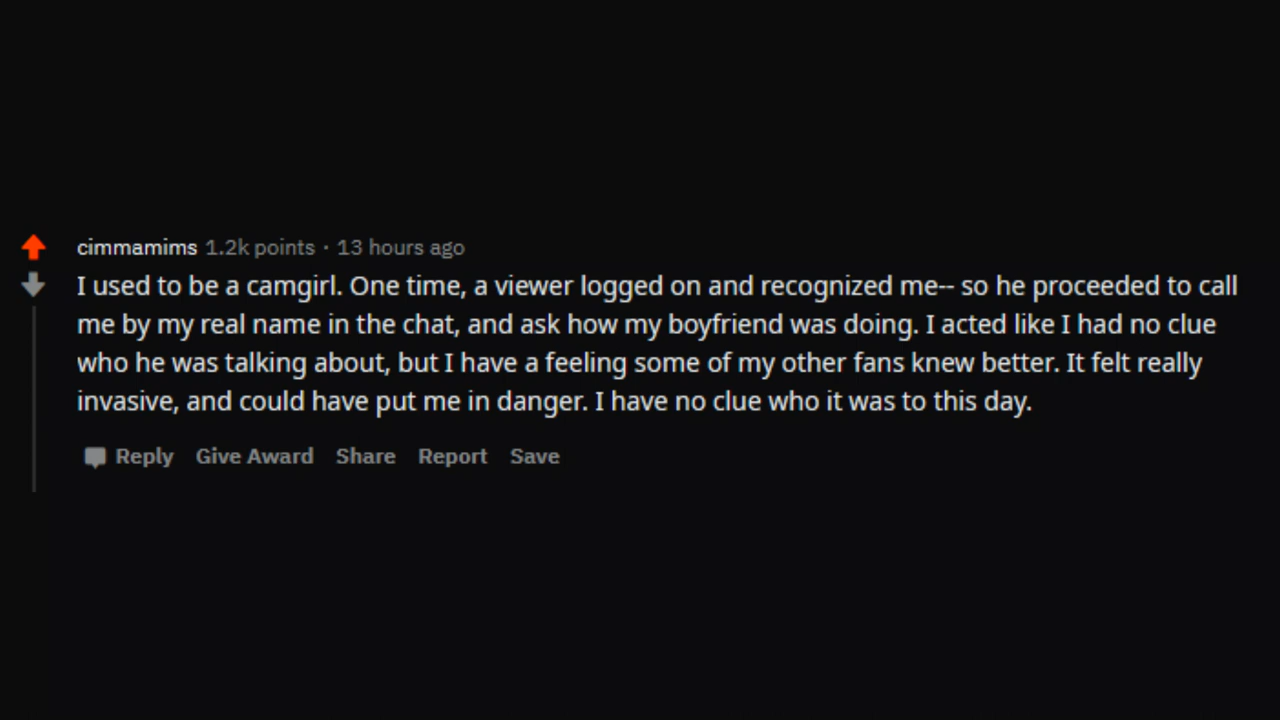 cimmamims 1.2k points · 13 hours ago
I used to be a camgirl. One time, a viewer logged on and recognized me-- so he proceeded to call
me by my real name in the chat, and ask how my boyfriend was doing. I acted like I had no clue
who he was talking about, but I have a feeling some of my other fans knew better. It felt really
invasive, and could have put me in danger. I have no clue who it was to this day.
Reply Give Award Share Report Save